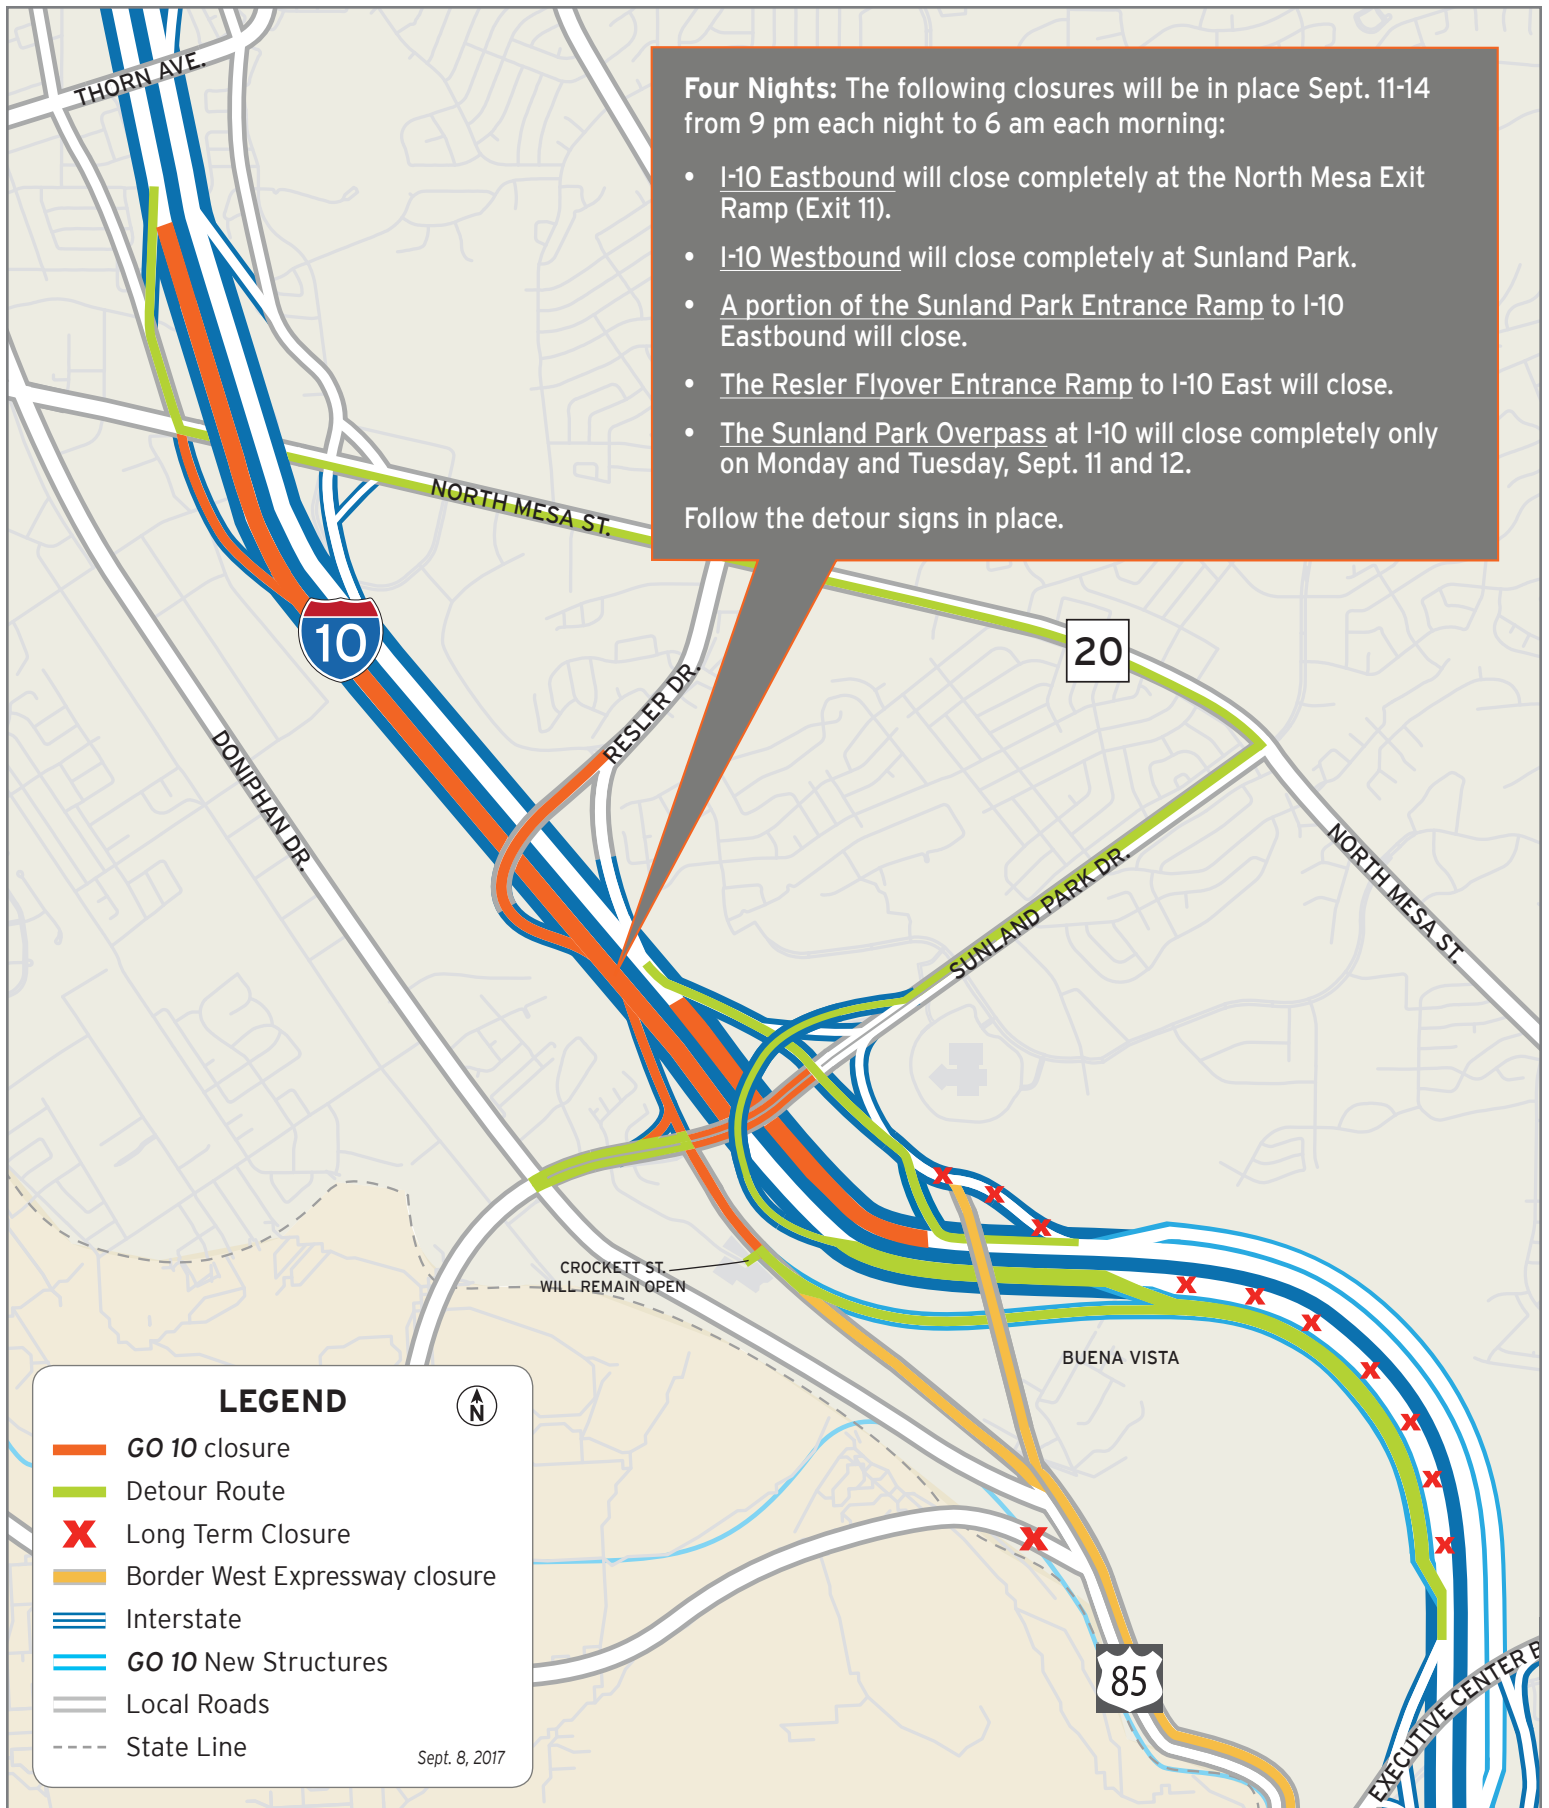 THORN AVE.
Four Nights: The following closures will be in place Sept. 11-14
from 9 pm each night to 6 am each morning:
• I-10 Eastbound will close completely at the North Mesa Exit
Ramp (Exit 11).
• I-10 Westbound will close completely at Sunland Park.
• A portion of the Sunland Park Entrance Ramp to I-10
Eastbound will close.
• The Resler Flyover Entrance Ramp to I-10 East will close.
• The Sunland Park Overpass at I-10 will close completely only
on Monday and Tuesday, Sept. 11 and 12.
Follow the detour signs in place.
NORTH MESA ST.
10
20
RESLER DR.
DONIPHAN DR.
SUNLAND PARK DR.
NORTH MESA ST.
CROCKETT ST.
WILL REMAIN OPEN
BUENA VISTA
85
EXECUTIVE CENTER B
LEGEND
N
GO 10 closure
Detour Route
Long Term Closure
Border West Expressway closure
Interstate
GO 10 New Structures
Local Roads
State Line
Sept. 8, 2017